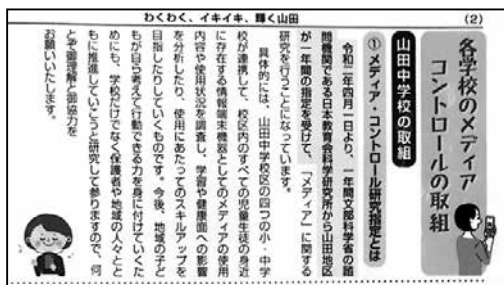 わくわく、イキイキ、輝く山田
(2)
各学校のメディア
コントロールの取組
山田中学校の取組
① メディア・コントロール研究指定とは
令和二年四月一日より、一年間文部科学省の諮
問機関である日本教育会科学研究所から山田地区
が一年間の指定を受けて、「メディア」に関する
研究を行うことになっています。
具体的には、山田中学校区の四つの小・中学
校が連携して、校区内のすべての児童生徒の身近
に存在する情報端末機器としてのメディアの使用
内容や使用状況を調査し、学習や健康面への影響
を分析したり、使用にあたってのスキルアップを
目指したりしていくものです。今後、地域の子ど
もが自ら考えて行動できる力を身に付けていくた
めにも、学校だけでなく保護者や地域の人々とと
もに推進していこうと研究して参りますので、何
とぞ御理解と御協力を
お願いいたします。